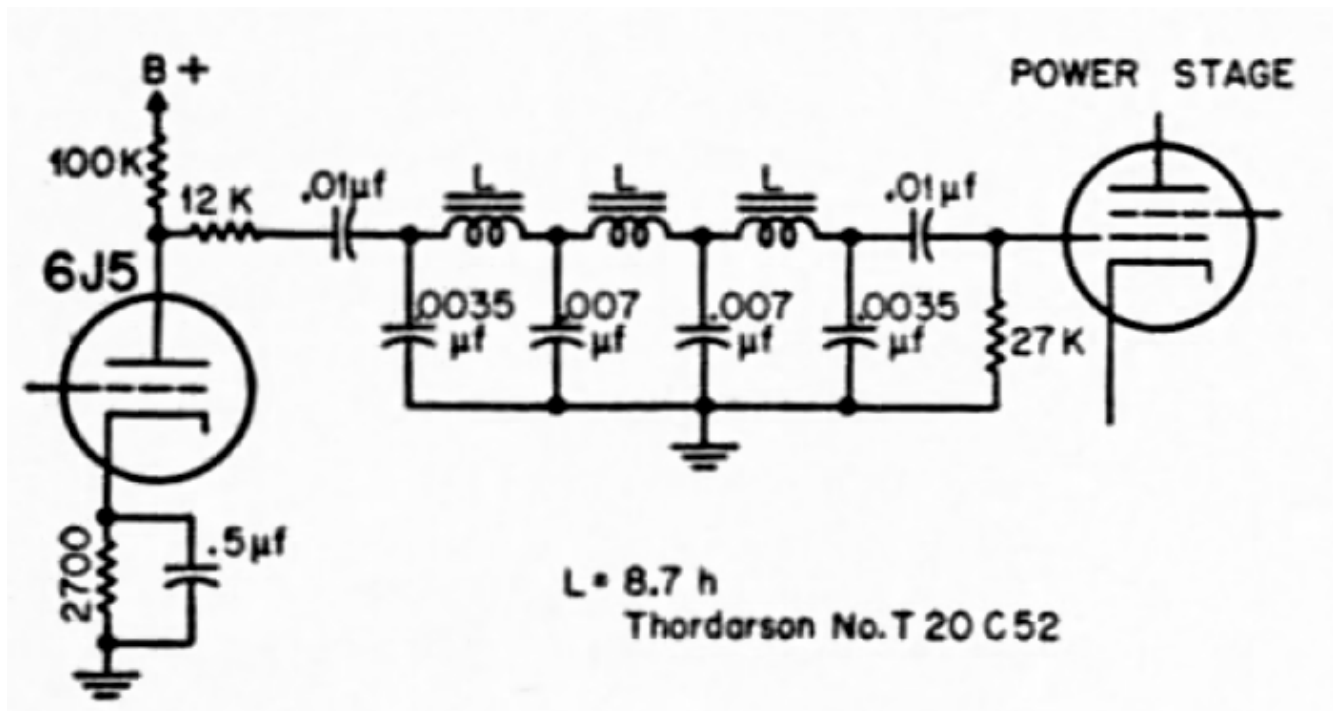 B+
POWER STAGE
100K
12 K
.01µf
L
L
L
.01µf
6J5
.0035 µf
.007 µf
.007 µf
.0035 µf
27 K
2700
.5µf
L = 8.7 h
Thordarson No. T 20 C 52